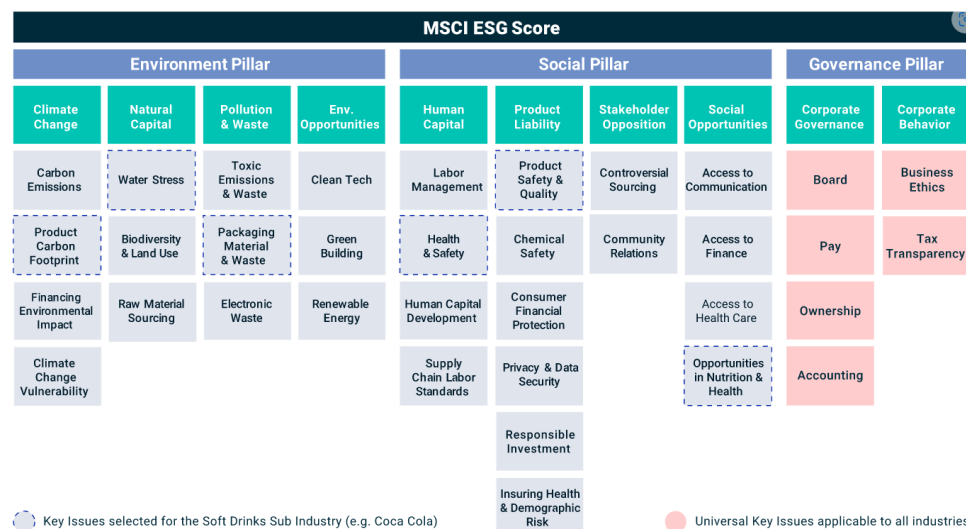 MSCI ESG Score
Environment Pillar
Social Pillar
Governance Pillar
Climate
Change
Natural
Capital
Pollution
& Waste
Env.
Opportunities
Human
Capital
Product
Liability
Stakeholder
Opposition
Social
Opportunities
Corporate
Governance
Corporate
Behavior
Carbon
Emissions
Product
Carbon
Footprint
Financing
Environmental
Impact
Climate
Change
Vulnerability
Water Stress
Biodiversity
& Land Use
Raw Material
Sourcing
Toxic
Emissions
& Waste
Packaging
Material
& Waste
Electronic
Waste
Clean Tech
Green
Building
Renewable
Energy
Labor
Management
Health
& Safety
Human Capital
Development
Supply
Chain Labor
Standards
Product
Safety &
Quality
Chemical
Safety
Consumer
Financial
Protection
Privacy & Data
Security
Responsible
Investment
Insuring Health
& Demographic
Risk
Controversial
Sourcing
Community
Relations
Access to
Communication
Access to
Finance
Access to
Health Care
Opportunities
in Nutrition &
Health
Board
Pay
Ownership
Accounting
Business
Ethics
Tax
Transparency
Key Issues selected for the Soft Drinks Sub Industry (e.g. Coca Cola)
Universal Key Issues applicable to all industries